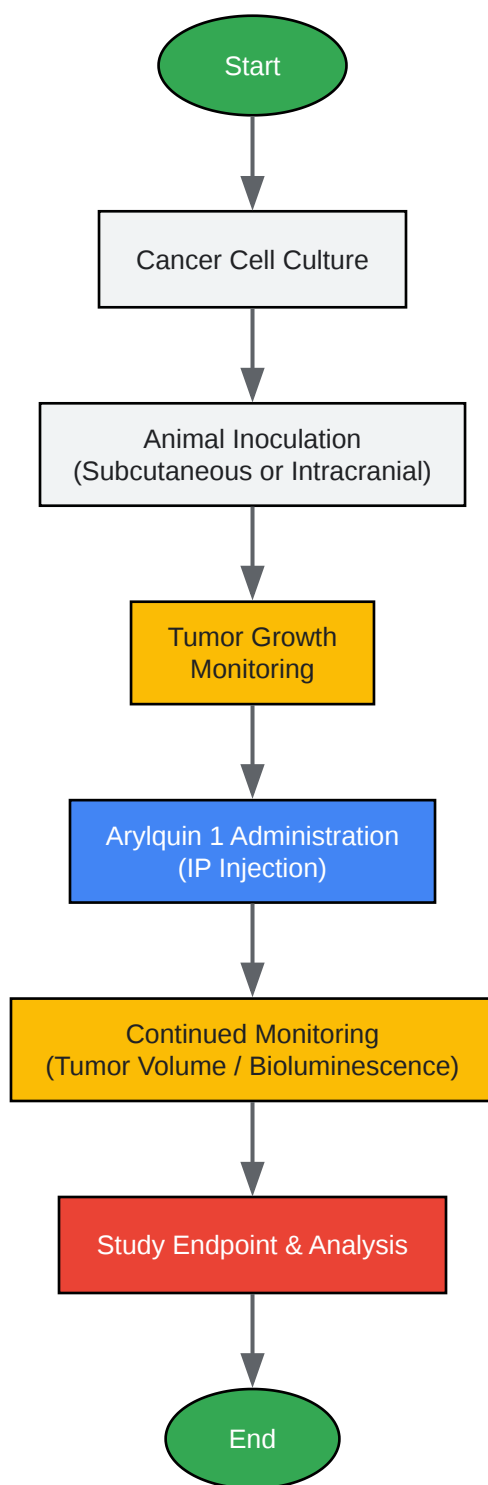 Start
Cancer Cell Culture
Animal Inoculation
(Subcutaneous or Intracranial)
Tumor Growth
Monitoring
Arylquin 1 Administration
(IP Injection)
Continued Monitoring
(Tumor Volume / Bioluminescence)
Study Endpoint & Analysis
End